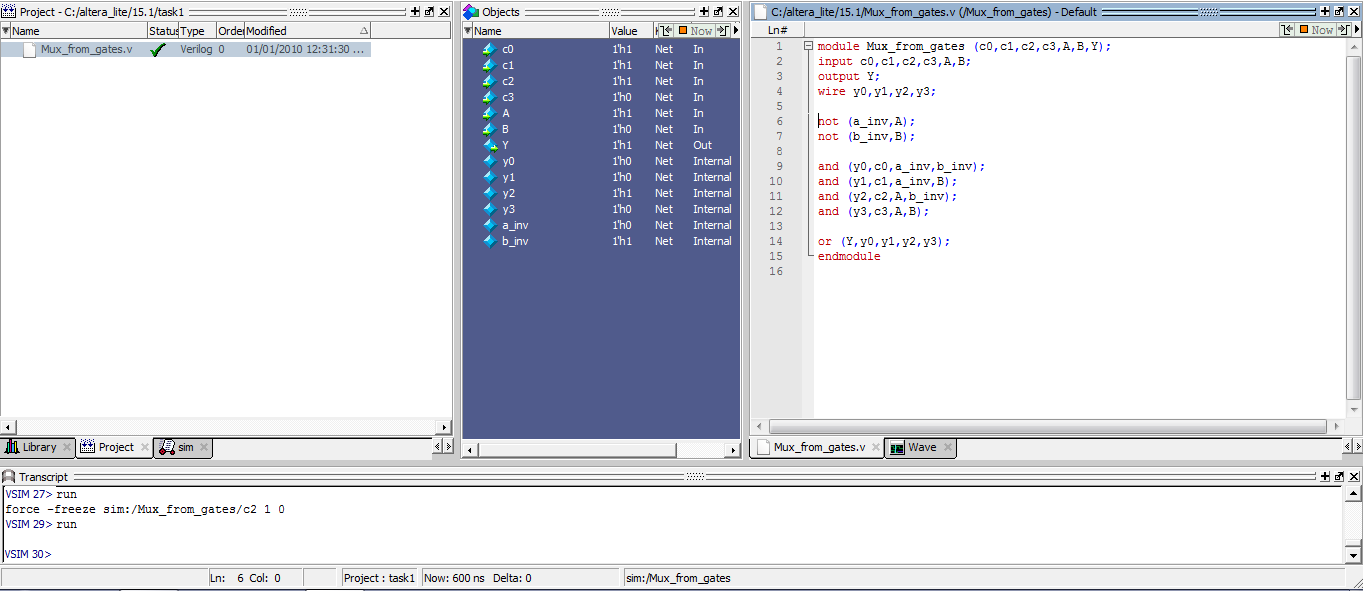 Project - C:/altera_lite/15.1/task1
Name Status Type Order Modified
Mux_from_gates.v Verilog 0 01/01/2010 12:31:30 ...
Library Project sim
Objects
Name Value Now
c0 1'h1 Net In
c1 1'h1 Net In
c2 1'h1 Net In
c3 1'h0 Net In
A 1'h1 Net In
B 1'h0 Net In
Y 1'h1 Net Out
y0 1'h0 Net Internal
y1 1'h0 Net Internal
y2 1'h1 Net Internal
y3 1'h0 Net Internal
a_inv 1'h0 Net Internal
b_inv 1'h1 Net Internal
C:/altera_lite/15.1/Mux_from_gates.v (/Mux_from_gates) - Default
Ln# Now
1 module Mux_from_gates (c0,c1,c2,c3,A,B,Y);
2 input c0,c1,c2,c3,A,B;
3 output Y;
4 wire y0,y1,y2,y3;
5
6 not (a_inv,A);
7 not (b_inv,B);
8
9 and (y0,c0,a_inv,b_inv);
10 and (y1,c1,a_inv,B);
11 and (y2,c2,A,b_inv);
12 and (y3,c3,A,B);
13
14 or (Y,y0,y1,y2,y3);
15 endmodule
16
Mux_from_gates.v Wave
Transcript
VSIM 27> run
force -freeze sim:/Mux_from_gates/c2 1 0
VSIM 29> run
VSIM 30>
Ln: 6 Col: 0 Project : task1 Now: 600 ns Delta: 0 sim:/Mux_from_gates